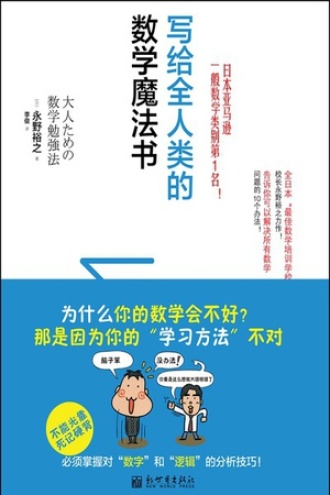 写给全人类的
数学魔法书
大人ための
数学勉強法
[日] 永野裕之 著
李俊 译
日本亚马逊
一般数学类别第1名！
全日本“最佳数学培训学校”
校长永野裕之力作！
告诉你可以解决所有数学
问题的10个办法！
为什么你的数学会不好？
那是因为你的“学习方法”不对
脑子笨
没办法！
不能光靠
死记硬背
必须掌握对“数字”和“逻辑”的分析技巧！
新世界出版社